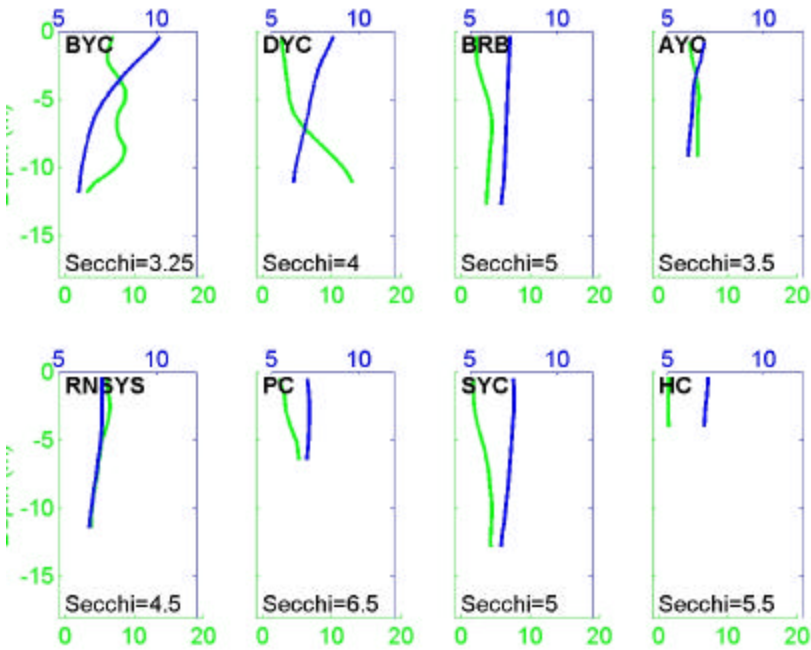 5 10 5 10 5 10 5 10
-0 BYC DYC BRB AYC
-5
-10
-15
Secchi=3.25 Secchi=4 Secchi=5 Secchi=3.5
0 10 20 0 10 20 0 10 20 0 10 20
5 10 5 10 5 10 5 10
-0 RNSYS PC SYC HC
-5
-10
-15
Secchi=4.5 Secchi=6.5 Secchi=5 Secchi=5.5
0 10 20 0 10 20 0 10 20 0 10 20